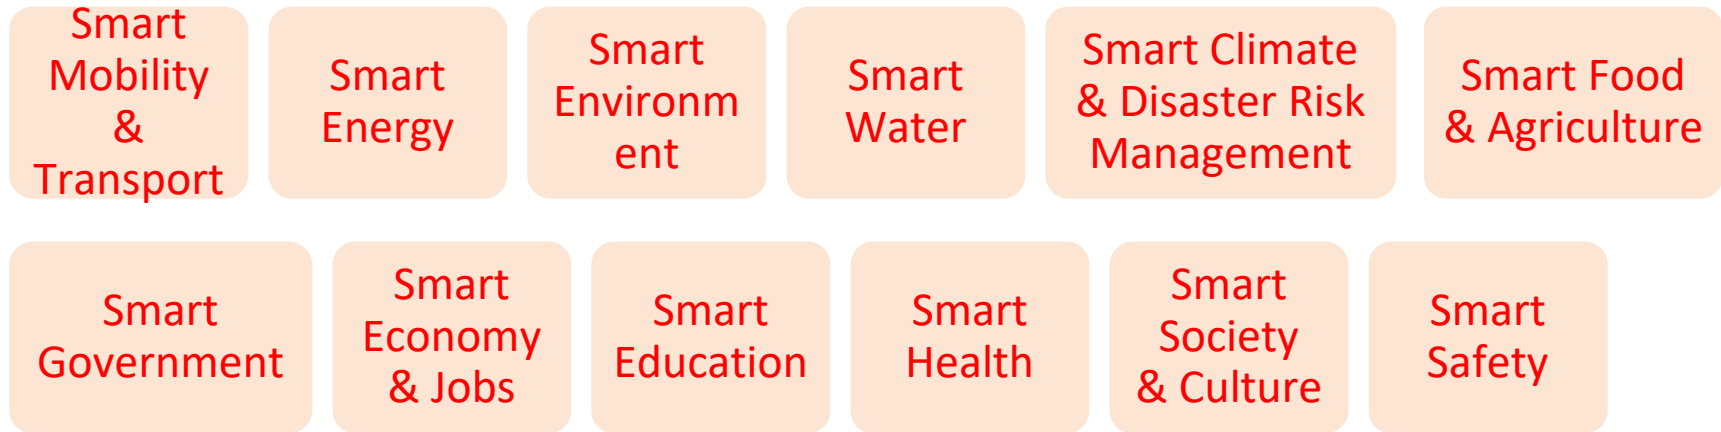 Smart
Mobility
&
Transport
Smart
Energy
Smart
Environm
ent
Smart
Water
Smart Climate
& Disaster Risk
Management
Smart Food
& Agriculture
Smart
Government
Smart
Economy
& Jobs
Smart
Education
Smart
Health
Smart
Society
& Culture
Smart
Safety